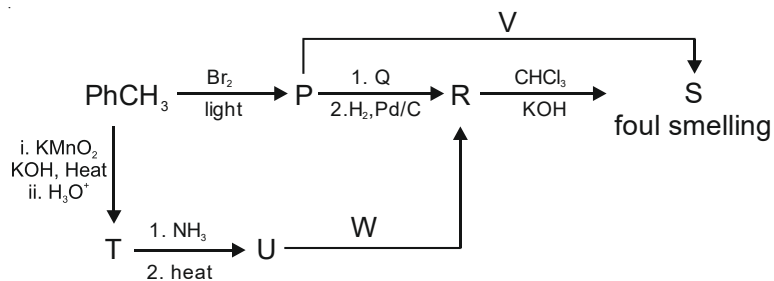 V
PhCH₃ Br₂ light P 1. Q 2.H₂,Pd/C R CHCl₃ KOH S
foul smelling
i. KMnO₂
KOH, Heat
ii. H₃O⁺
T 1. NH₃ 2. heat U W